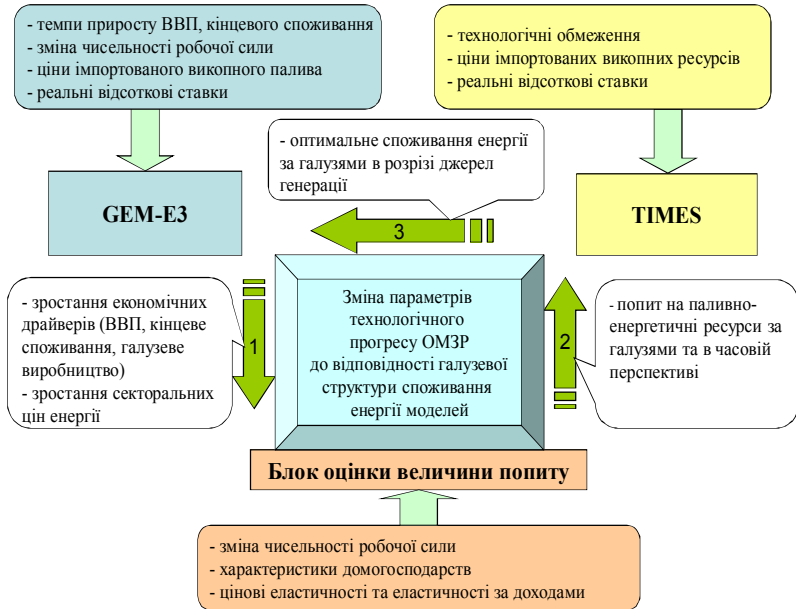 - темпи приросту ВВП, кінцевого споживання
- зміна чисельності робочої сили
- ціни імпортованого викопного палива
- реальні відсоткові ставки
- технологічні обмеження
- ціни імпортованих викопних ресурсів
- реальні відсоткові ставки
- оптимальне споживання енергії
за галузями в розрізі джерел
генерації
GEM-E3
TIMES
3
- зростання економічних
драйверів (ВВП, кінцеве
споживання, галузеве
виробництво)
- зростання секторальних
цін енергії
1
Зміна параметрів
технологічного
прогресу ОМЗР
до відповідності галузевої
структури споживання
енергії моделей
2
- попит на паливно-
енергетичні ресурси за
галузями та в часовій
перспективі
Блок оцінки величини попиту
- зміна чисельності робочої сили
- характеристики домогосподарств
- цінові еластичності та еластичності за доходами